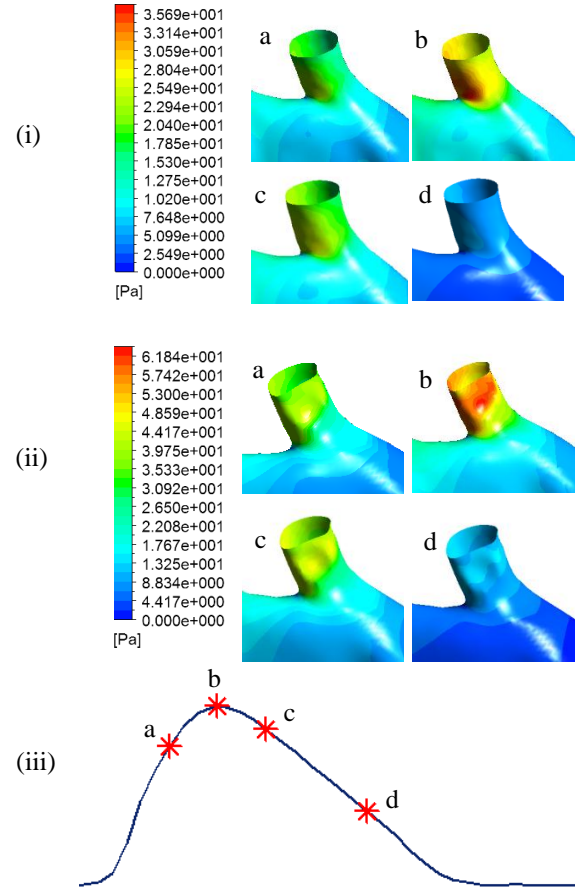 (i)
3.569e+001
3.314e+001
3.059e+001
2.804e+001
2.549e+001
2.294e+001
2.040e+001
1.785e+001
1.530e+001
1.275e+001
1.020e+001
7.648e+000
5.099e+000
2.549e+000
0.000e+000
[Pa]
a
b
c
d
(ii)
6.184e+001
5.742e+001
5.300e+001
4.859e+001
4.417e+001
3.975e+001
3.533e+001
3.092e+001
2.650e+001
2.208e+001
1.767e+001
1.325e+001
8.834e+000
4.417e+000
0.000e+000
[Pa]
a
b
c
d
(iii)
a
b
c
d